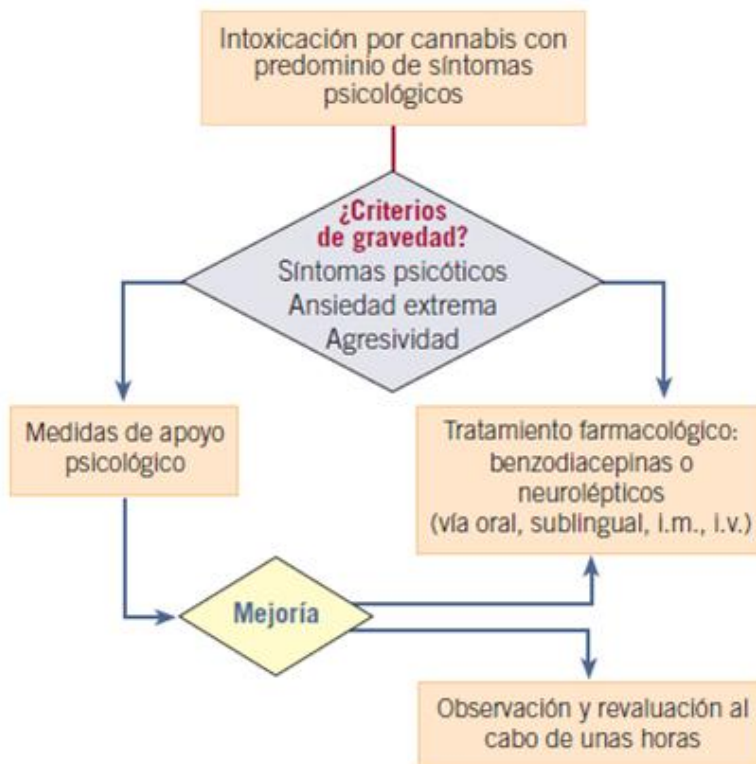 Intoxicación por cannabis con
predominio de síntomas
psicológicos
¿Criterios
de gravedad?
Síntomas psicóticos
Ansiedad extrema
Agresividad
Medidas de apoyo
psicológico
Tratamiento farmacológico:
benzodiacepinas o
neurolépticos
(vía oral, sublingual, i.m., i.v.)
Mejoría
Observación y revaluación al
cabo de unas horas